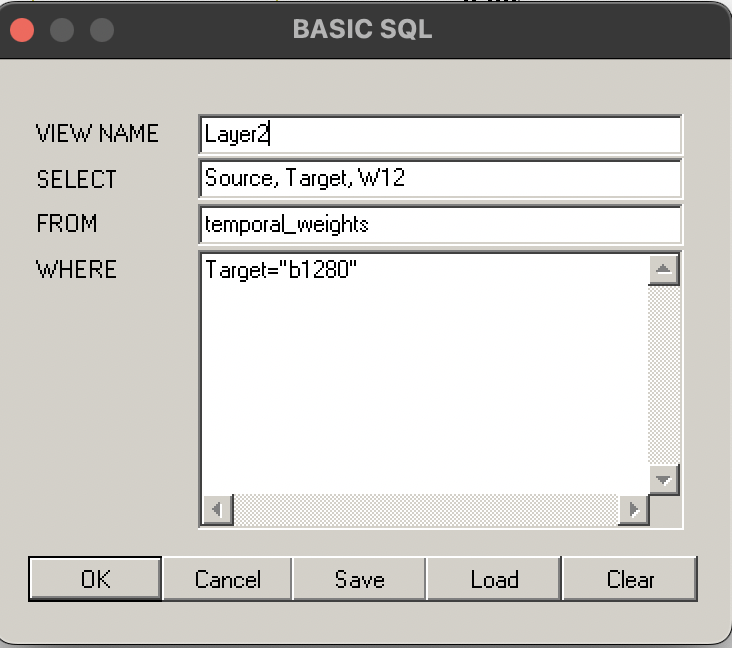 BASIC SQL
VIEW NAME Layer2
SELECT Source, Target, W12
FROM temporal_weights
WHERE Target="b1280"
OK Cancel Save Load Clear